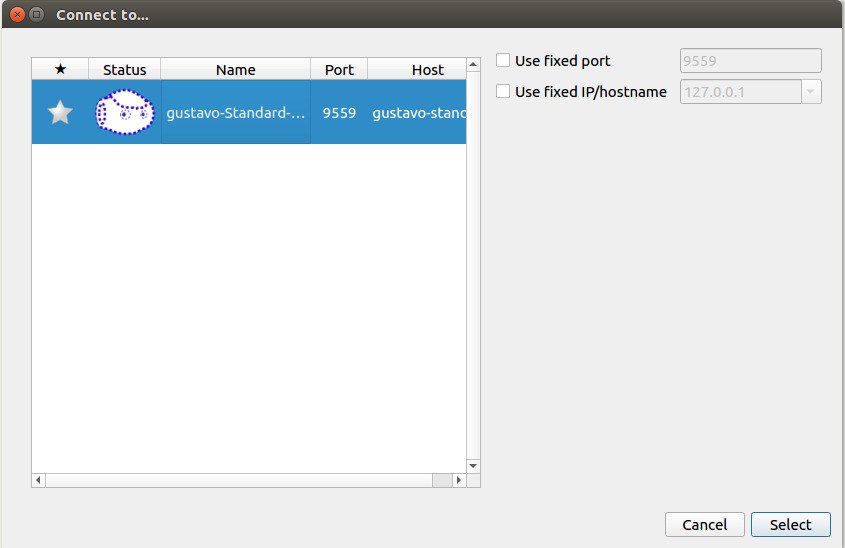 Connect to...
★ Status Name Port Host
gustavo-Standard-... 9559 gustavo-stanc
Use fixed port 9559
Use fixed IP/hostname 127.0.0.1
Cancel Select